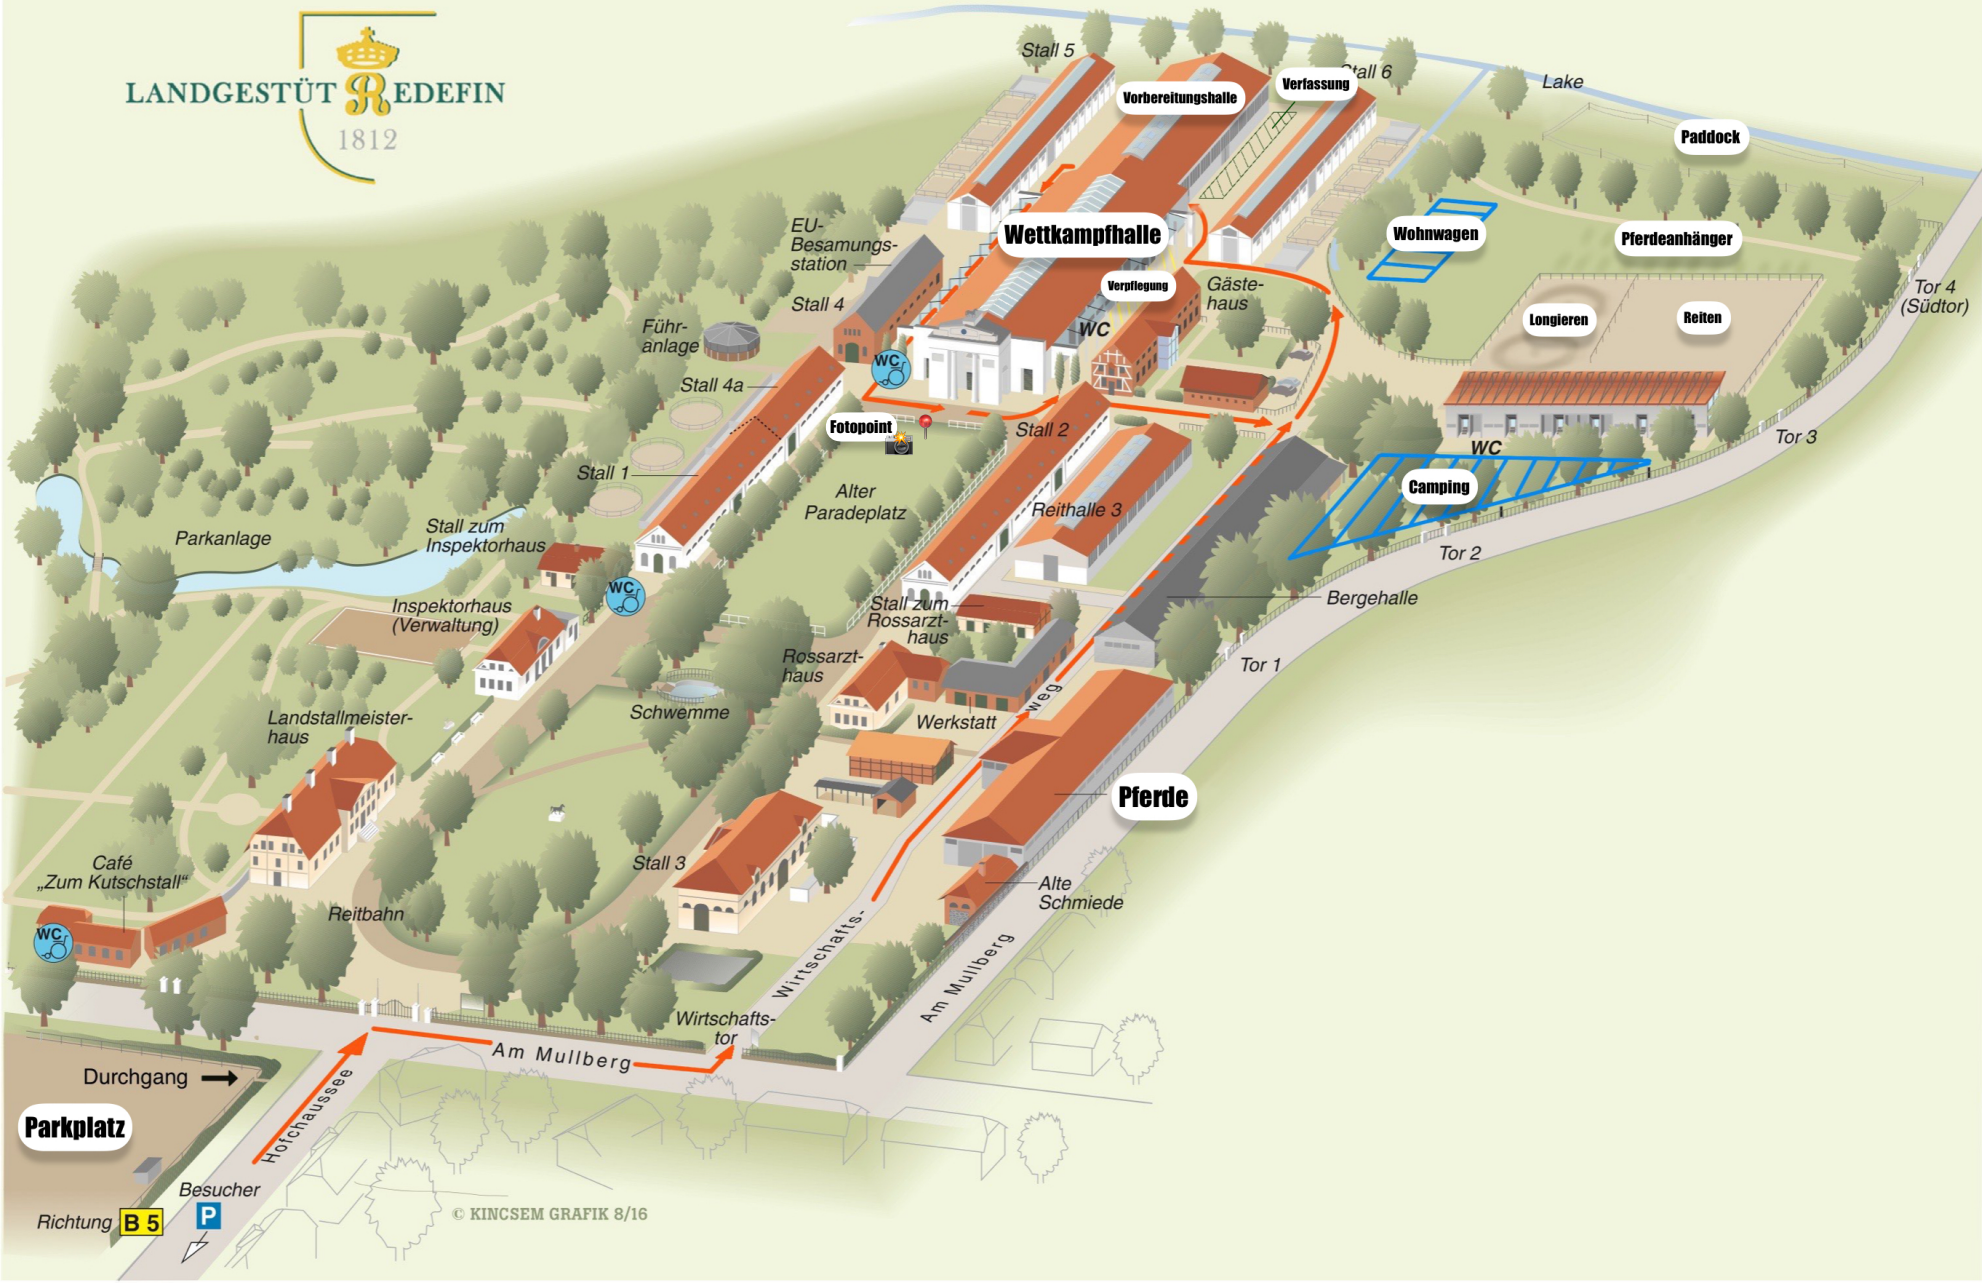 LANDGESTÜT REDEFIN
1812
Stall 5
Vorbereitungshalle
Verfassung
Stall 6
Lake
Paddock
EU-
Besamungs-
station
Wettkampfhalle
Wohnwagen
Pferdeanhänger
Verpflegung
Gäste-
haus
Tor 4
(Südtor)
Stall 4
Führ-
anlage
WC
Longieren
Reiten
Stall 4a
WC
Fotopoint
Stall 2
Tor 3
WC
Stall 1
Alter
Paradeplatz
Camping
Reithalle 3
Parkanlage
Stall zum
Inspektorhaus
Tor 2
WC
Inspektorhaus
(Verwaltung)
Stall zum
Rossarzt-
haus
Bergehalle
Rossarzt-
haus
Tor 1
Schwemme
Landstallmeister-
haus
Werkstatt
weg
Pferde
Café
„Zum Kutschstall“
Stall 3
Alte
Schmiede
Reitbahn
WC
Wirtschafts-
Am Mullberg
Wirtschafts-
tor
Am Mullberg
Durchgang
Hofchaussee
Parkplatz
Besucher
P
Richtung B 5
© KINCSEM GRAFIK 8/16